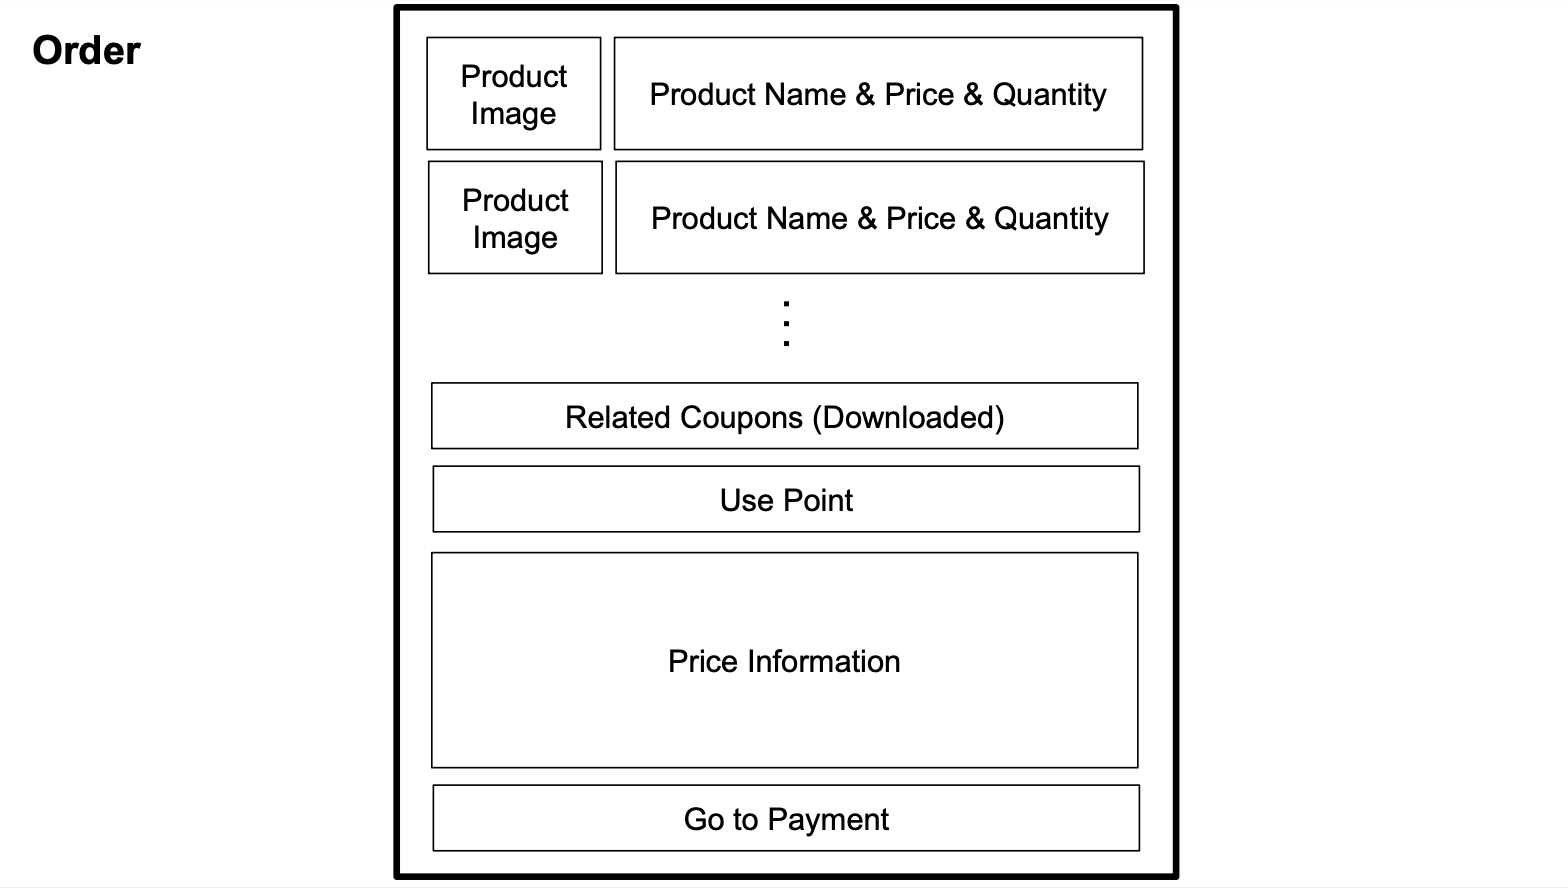 Order
Product
Image
Product Name & Price & Quantity
Product
Image
Product Name & Price & Quantity
Related Coupons (Downloaded)
Use Point
Price Information
Go to Payment